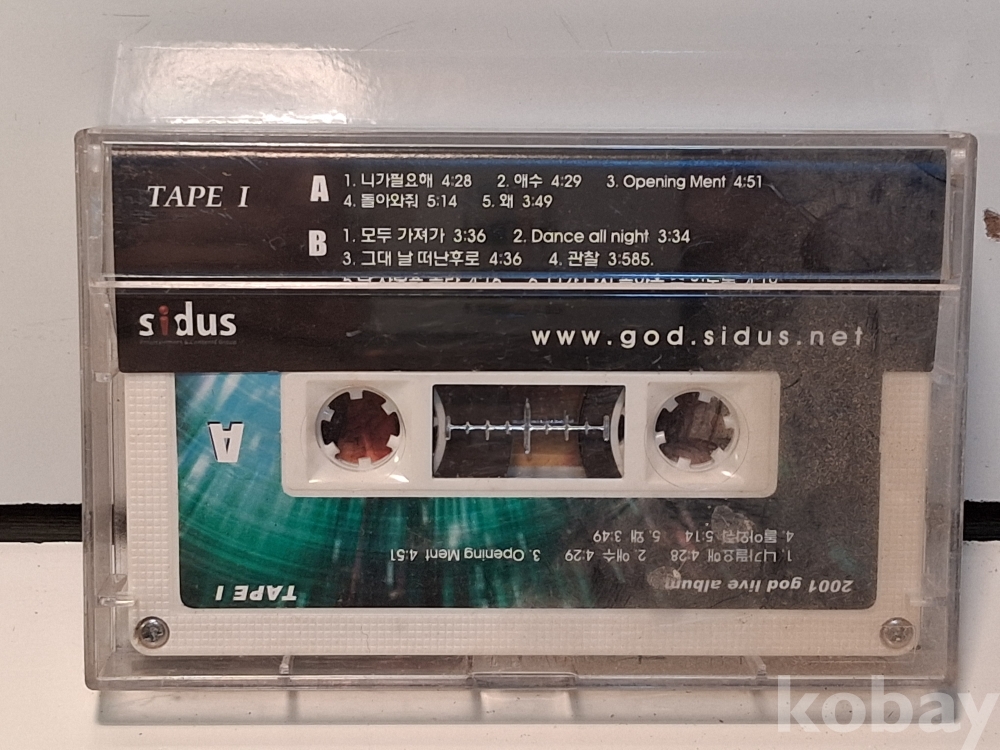 TAPE I
A
1. 니가필요해 4:28 2. 애수 4:29 3. Opening Ment 4:51
4. 돌아와줘 5:14 5. 왜 3:49
B
1. 모두 가져가 3:36 2. Dance all night 3:34
3. 그대 날 떠난후로 4:36 4. 관찰 3:585.
sidus
www.god.sidus.net
A
4. 돌아와줘 5:14 5. 왜 3:49
1. 니가필요해 4:28 2. 애수 4:29 3. Opening Ment 4:51
2001 god live album
TAPE I
kobay